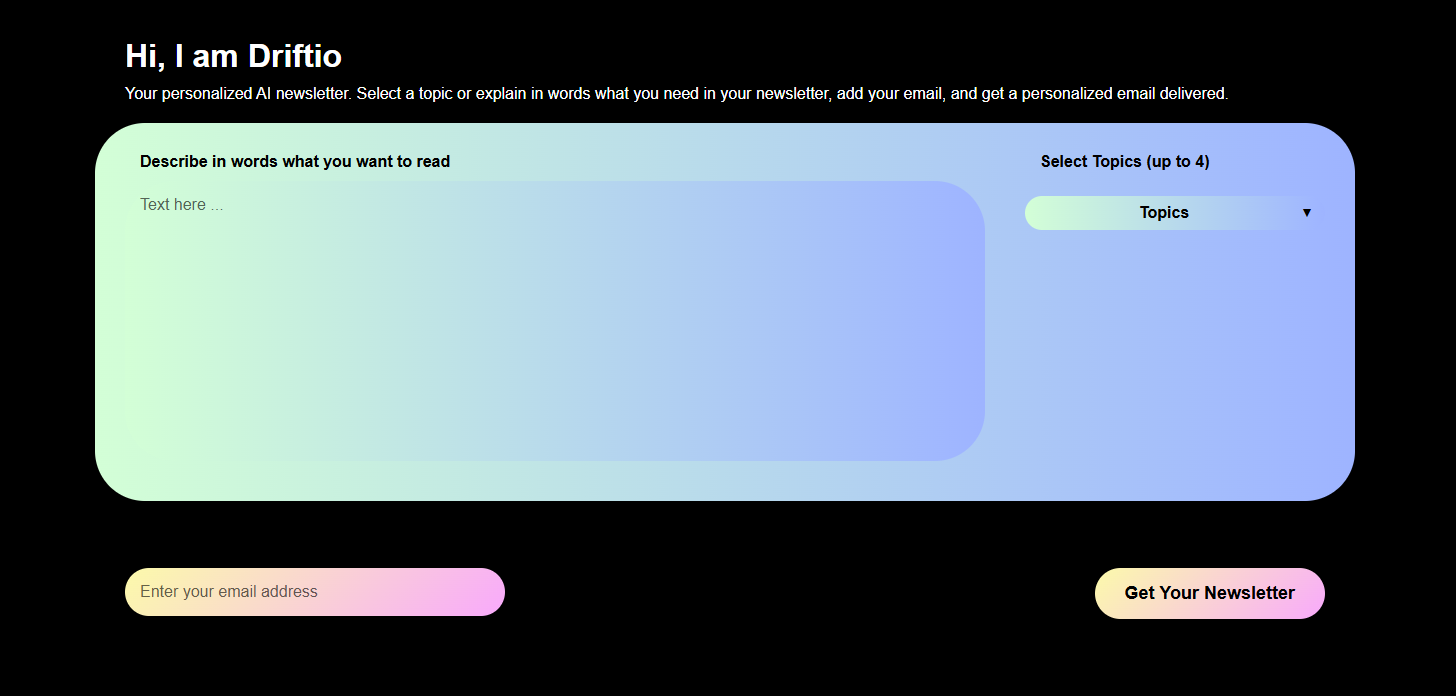 Hi, I am Driftio
Your personalized AI newsletter. Select a topic or explain in words what you need in your newsletter, add your email, and get a personalized email delivered.
Describe in words what you want to read
Text here ...
Select Topics (up to 4)
Topics ▼
Enter your email address
Get Your Newsletter